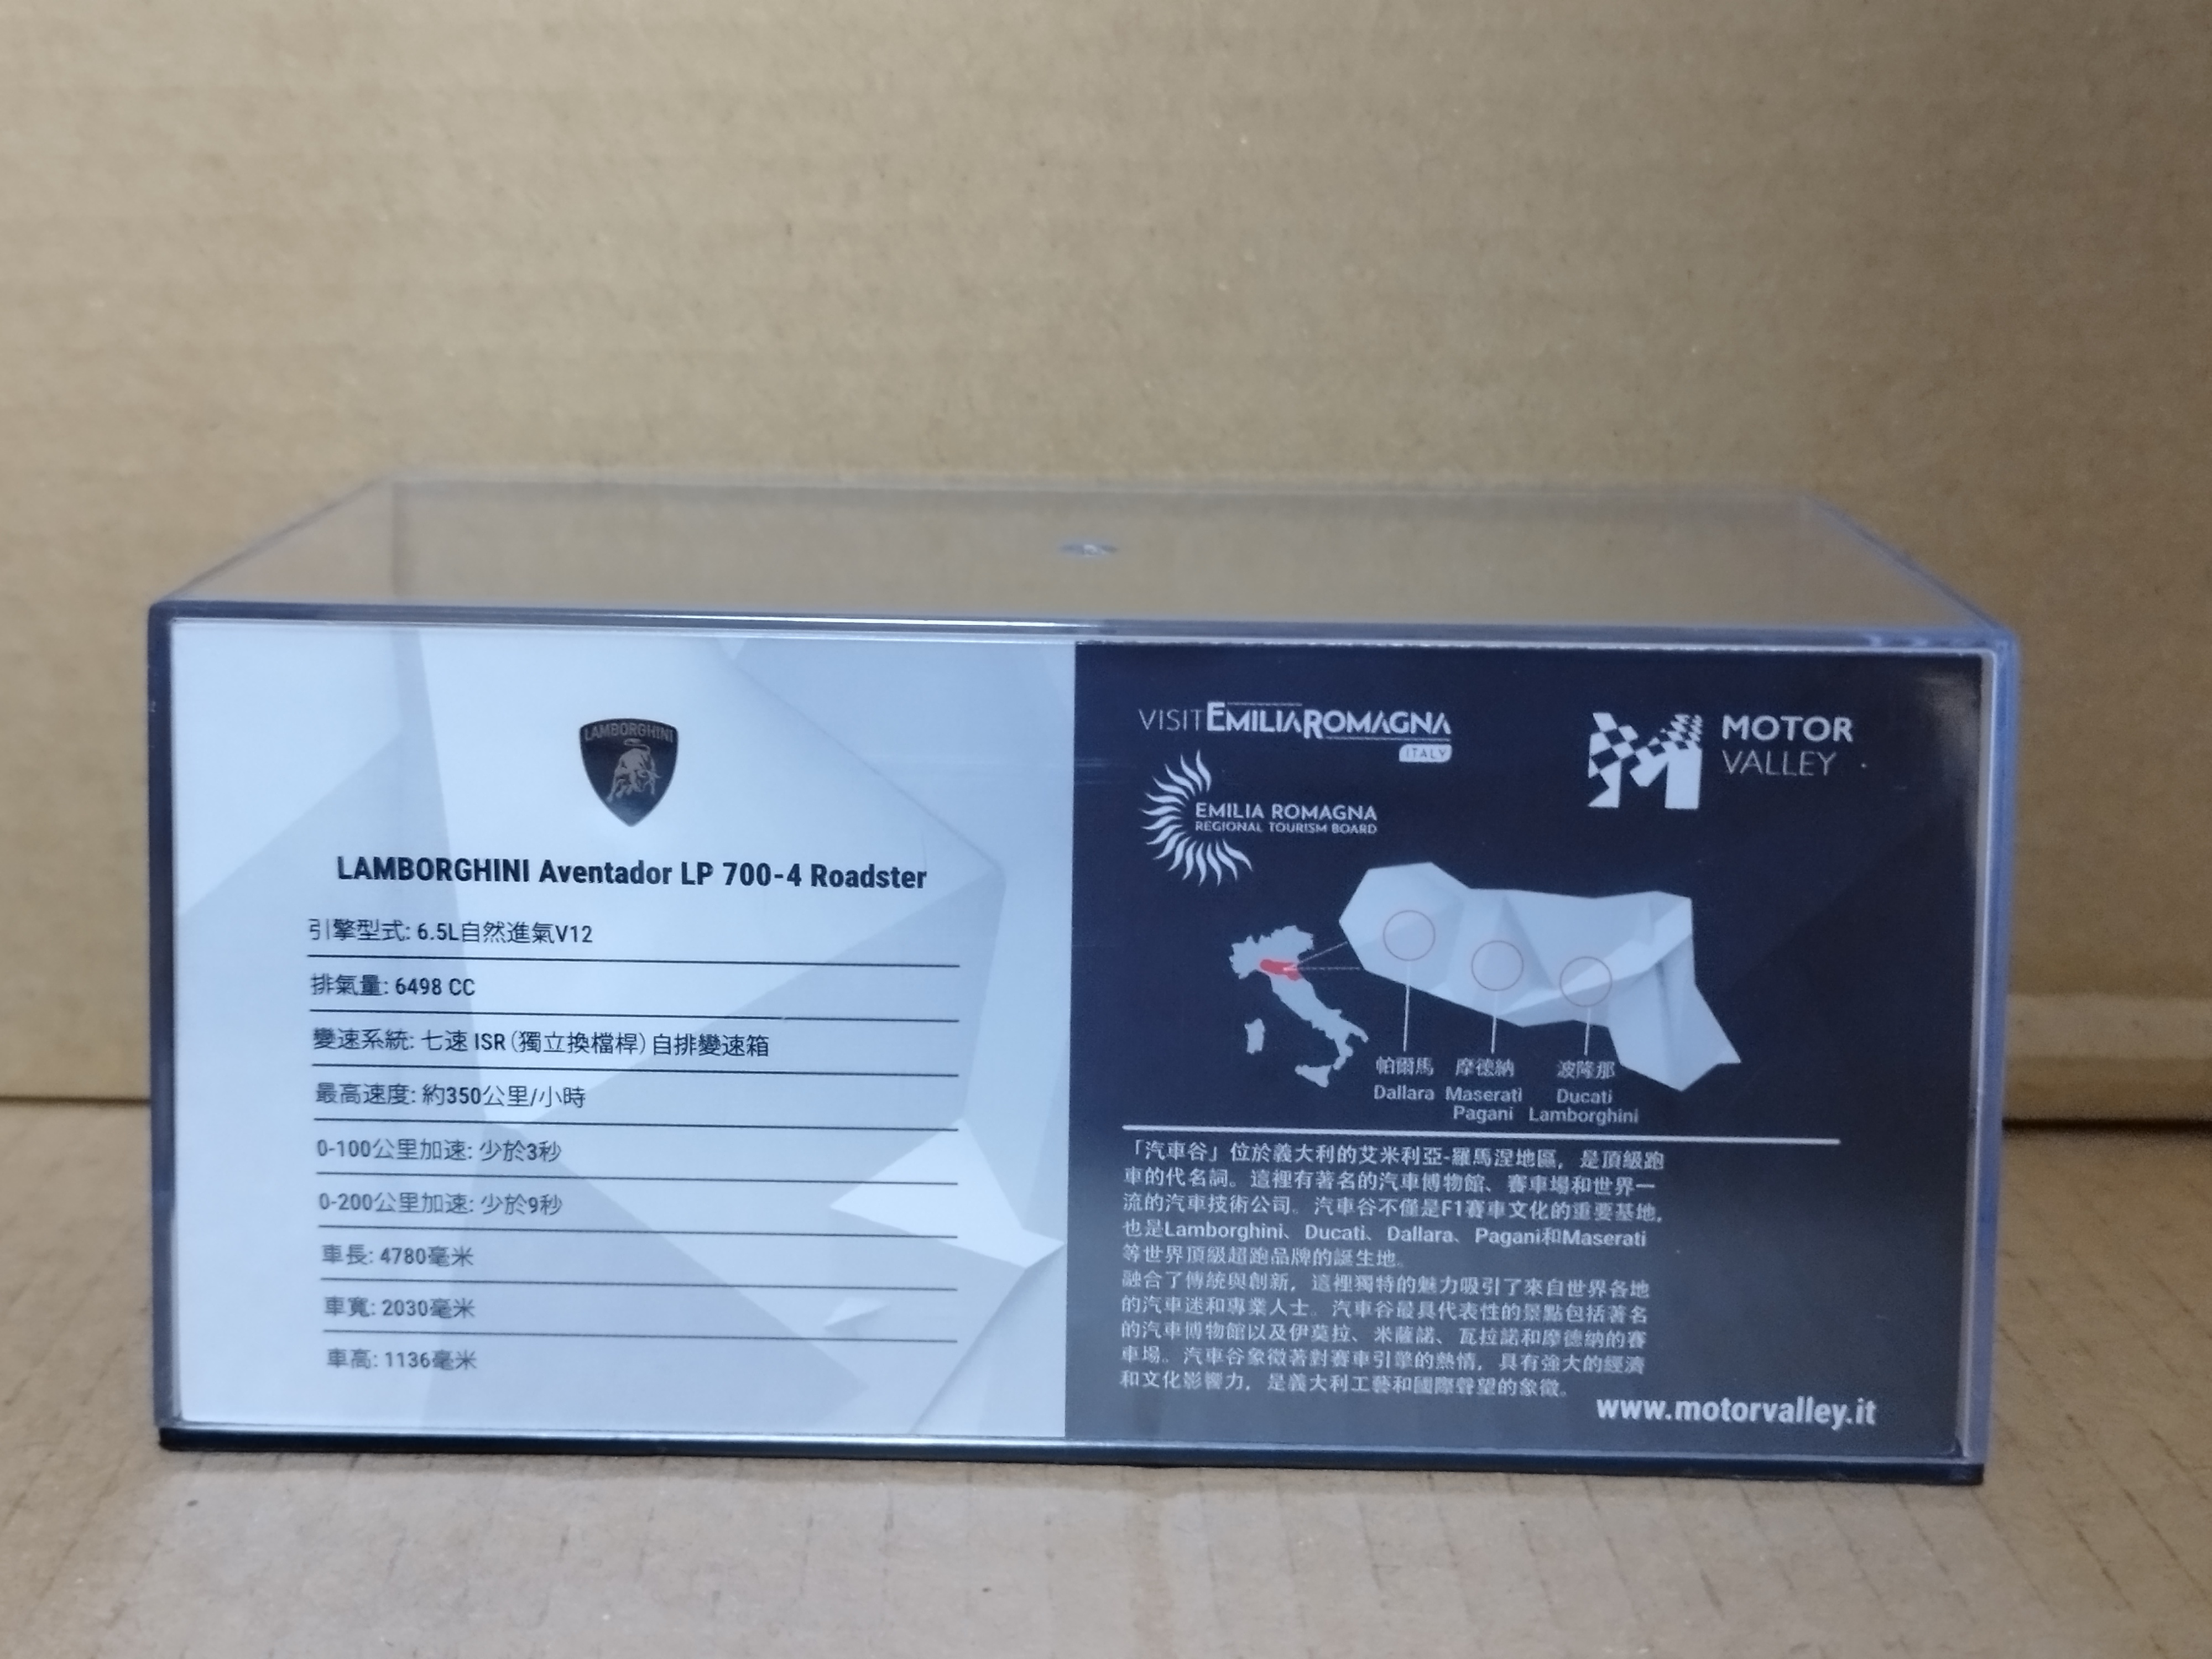 LAMBORGHINI
LAMBORGHINI Aventador LP 700-4 Roadster
引擎型式: 6.5L自然進氣V12
排氣量: 6498 CC
變速系統: 七速 ISR（獨立換檔桿）自排變速箱
最高速度: 約350公里/小時
0-100公里加速: 少於3秒
0-200公里加速: 少於9秒
車長: 4780毫米
車寬: 2030毫米
車高: 1136毫米
VISIT EMILIA ROMAGNA
ITALY
EMILIA ROMAGNA
REGIONAL TOURISM BOARD
MOTOR
VALLEY
帕爾馬 摩德納 波隆那
Dallara Maserati Ducati
Pagani Lamborghini
「汽車谷」位於義大利的艾米利亞-羅馬涅地區，是頂級跑
車的代名詞。這裡有著名的汽車博物館、賽車場和世界一
流的汽車技術公司。汽車谷不僅是F1賽車文化的重要基地，
也是Lamborghini、Ducati、Dallara、Pagani和Maserati
等世界頂級超跑品牌的誕生地。
融合了傳統與創新，這裡獨特的魅力吸引了來自世界各地
的汽車迷和專業人士。汽車谷最具代表性的景點包括著名
的汽車博物館以及伊莫拉、米薩諾、瓦拉諾和摩德納的賽
車場。汽車谷象徵著對賽車引擎的熱情，具有強大的經濟
和文化影響力，是義大利工藝和國際聲望的象徵。
www.motorvalley.it